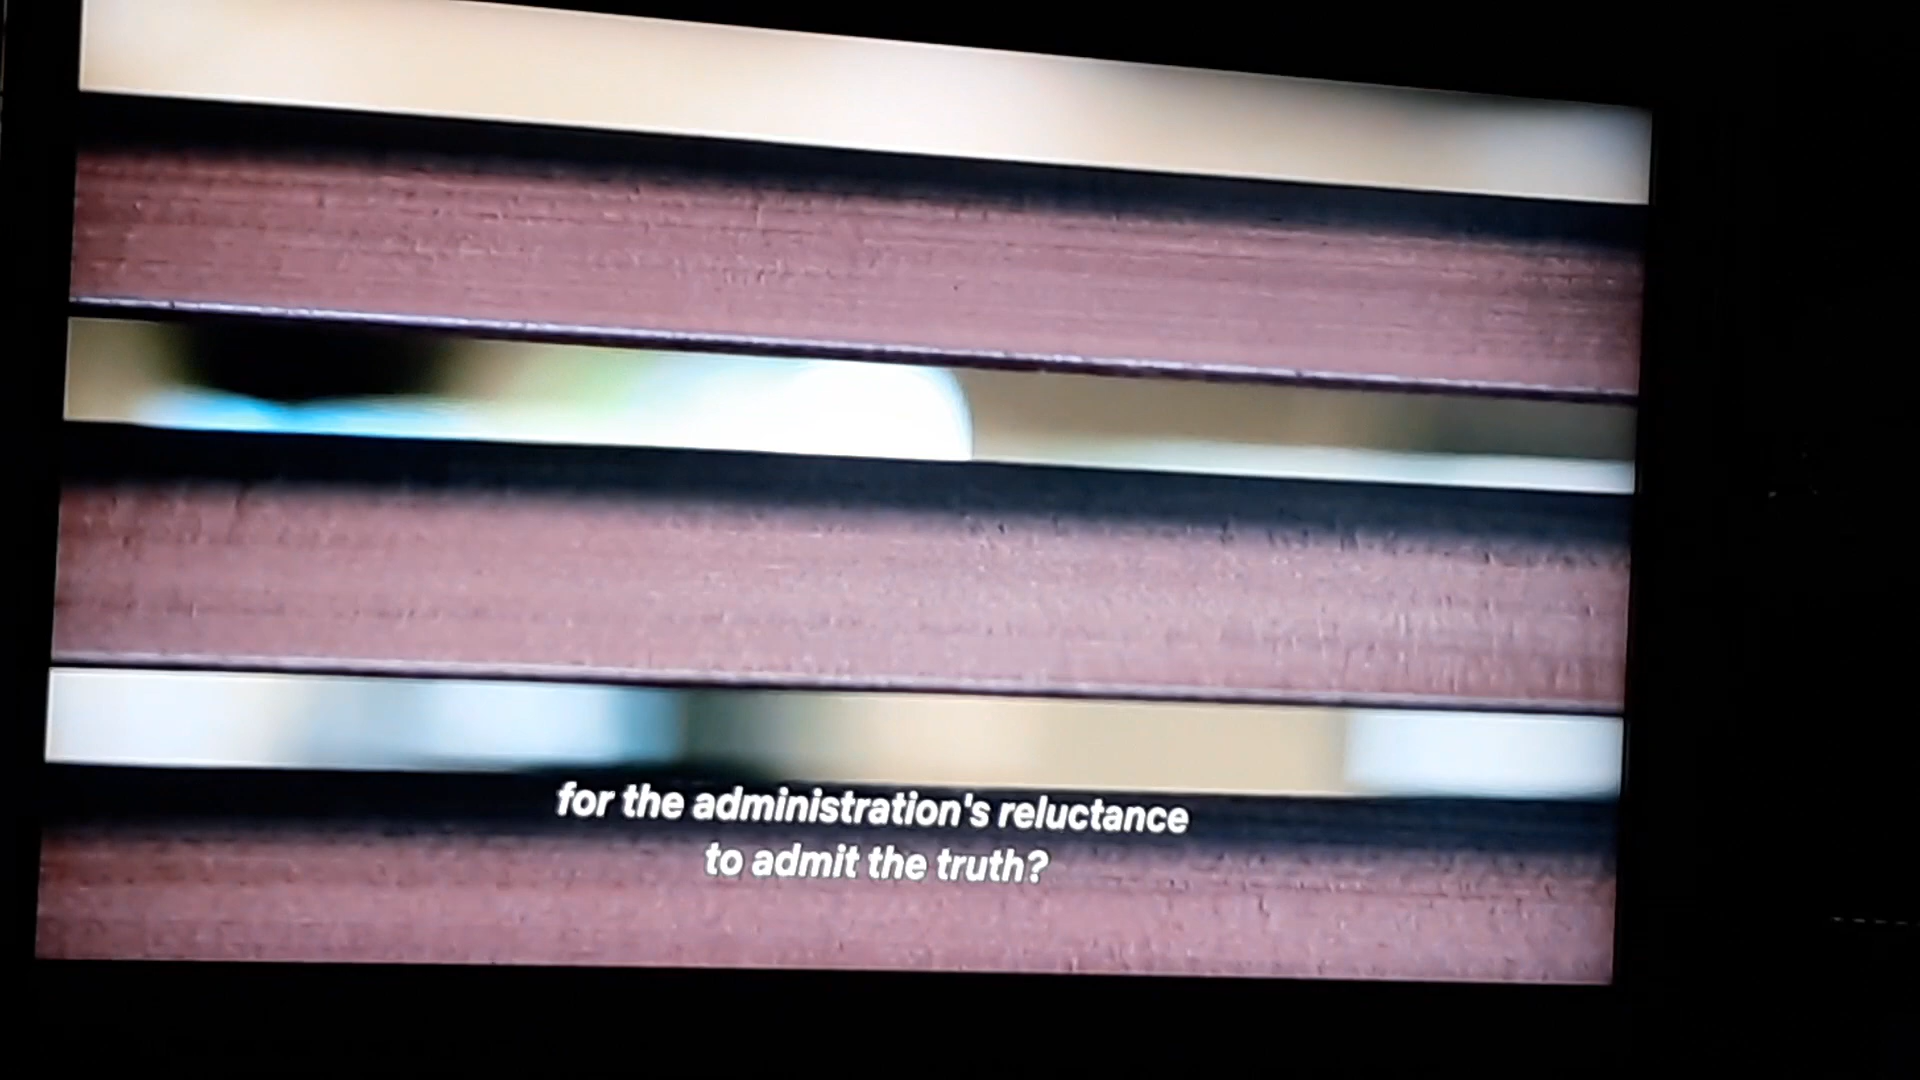 for the administration's reluctance
to admit the truth?